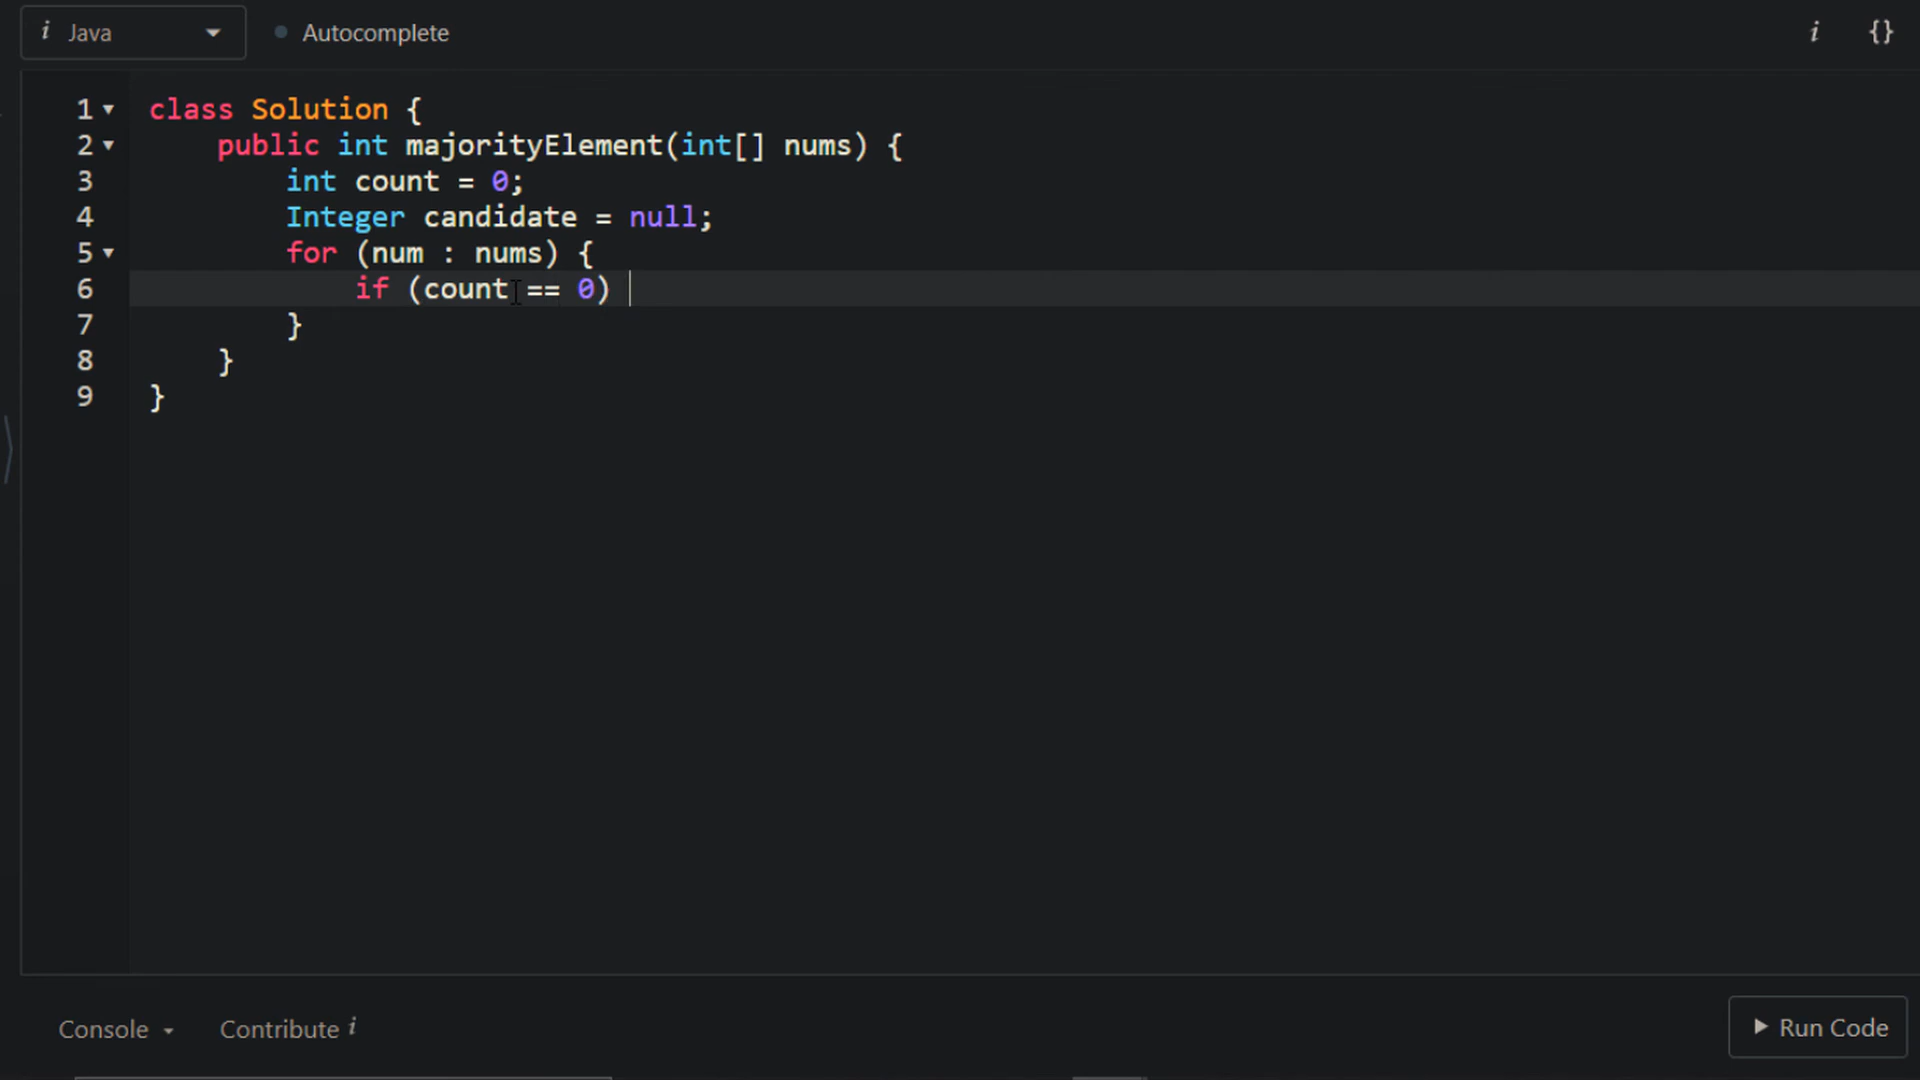 i Java Autocomplete i {}
1 class Solution {
2 public int majorityElement(int[] nums) {
3 int count = 0;
4 Integer candidate = null;
5 for (num : nums) {
6 if (count == 0)
7 }
8 }
9 }
Console Contribute i Run Code